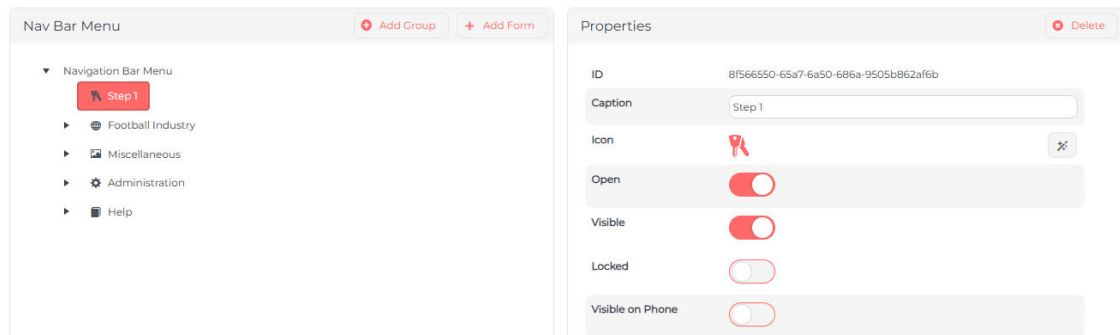 Nav Bar Menu
Add Group
Add Form
Navigation Bar Menu
Step 1
Football Industry
Miscellaneous
Administration
Help
Properties
Delete
ID 8f566550-65a7-6a50-686a-9505b862af6b
Caption Step 1
Icon
Open
Visible
Locked
Visible on Phone